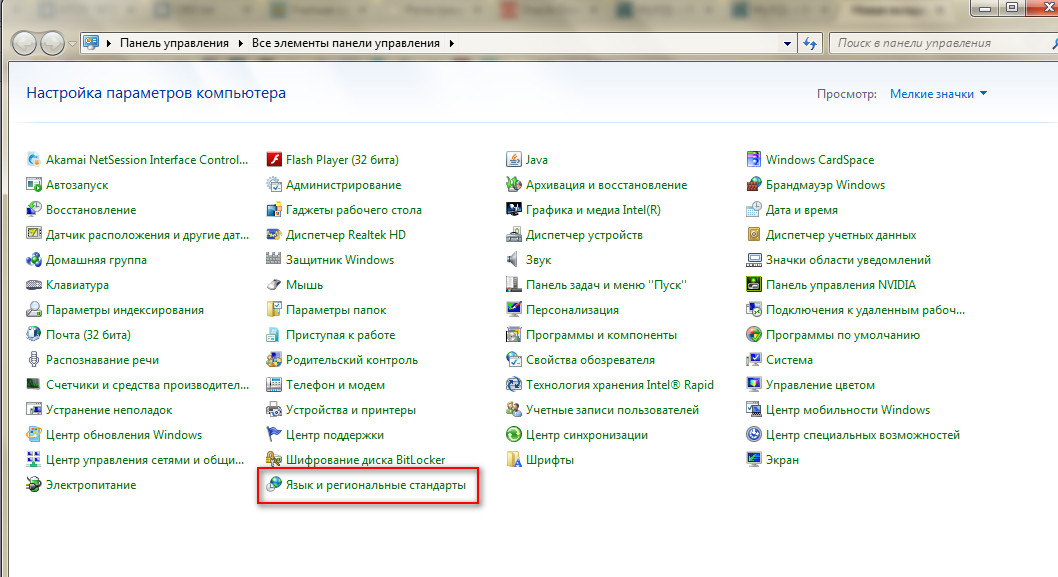 Панель управления ▸ Все элементы панели управления ▸
Поиск в панели управления
Настройка параметров компьютера
Просмотр: Мелкие значки
Akamai NetSession Interface Control...
Flash Player (32 бита)
Java
Windows CardSpace
Автозапуск
Администрирование
Архивация и восстановление
Брандмауэр Windows
Восстановление
Гаджеты рабочего стола
Графика и медиа Intel(R)
Дата и время
Датчик расположения и другие дат...
Диспетчер Realtek HD
Диспетчер устройств
Диспетчер учетных данных
Домашняя группа
Защитник Windows
Звук
Значки области уведомлений
Клавиатура
Мышь
Панель задач и меню "Пуск"
Панель управления NVIDIA
Параметры индексирования
Параметры папок
Персонализация
Подключения к удаленным рабоч...
Почта (32 бита)
Приступая к работе
Программы и компоненты
Программы по умолчанию
Распознавание речи
Родительский контроль
Свойства обозревателя
Система
Счетчики и средства производител...
Телефон и модем
Технология хранения Intel® Rapid
Управление цветом
Устранение неполадок
Устройства и принтеры
Учетные записи пользователей
Центр мобильности Windows
Центр обновления Windows
Центр поддержки
Центр синхронизации
Центр специальных возможностей
Центр управления сетями и общи...
Шифрование диска BitLocker
Шрифты
Экран
Электропитание
Язык и региональные стандарты